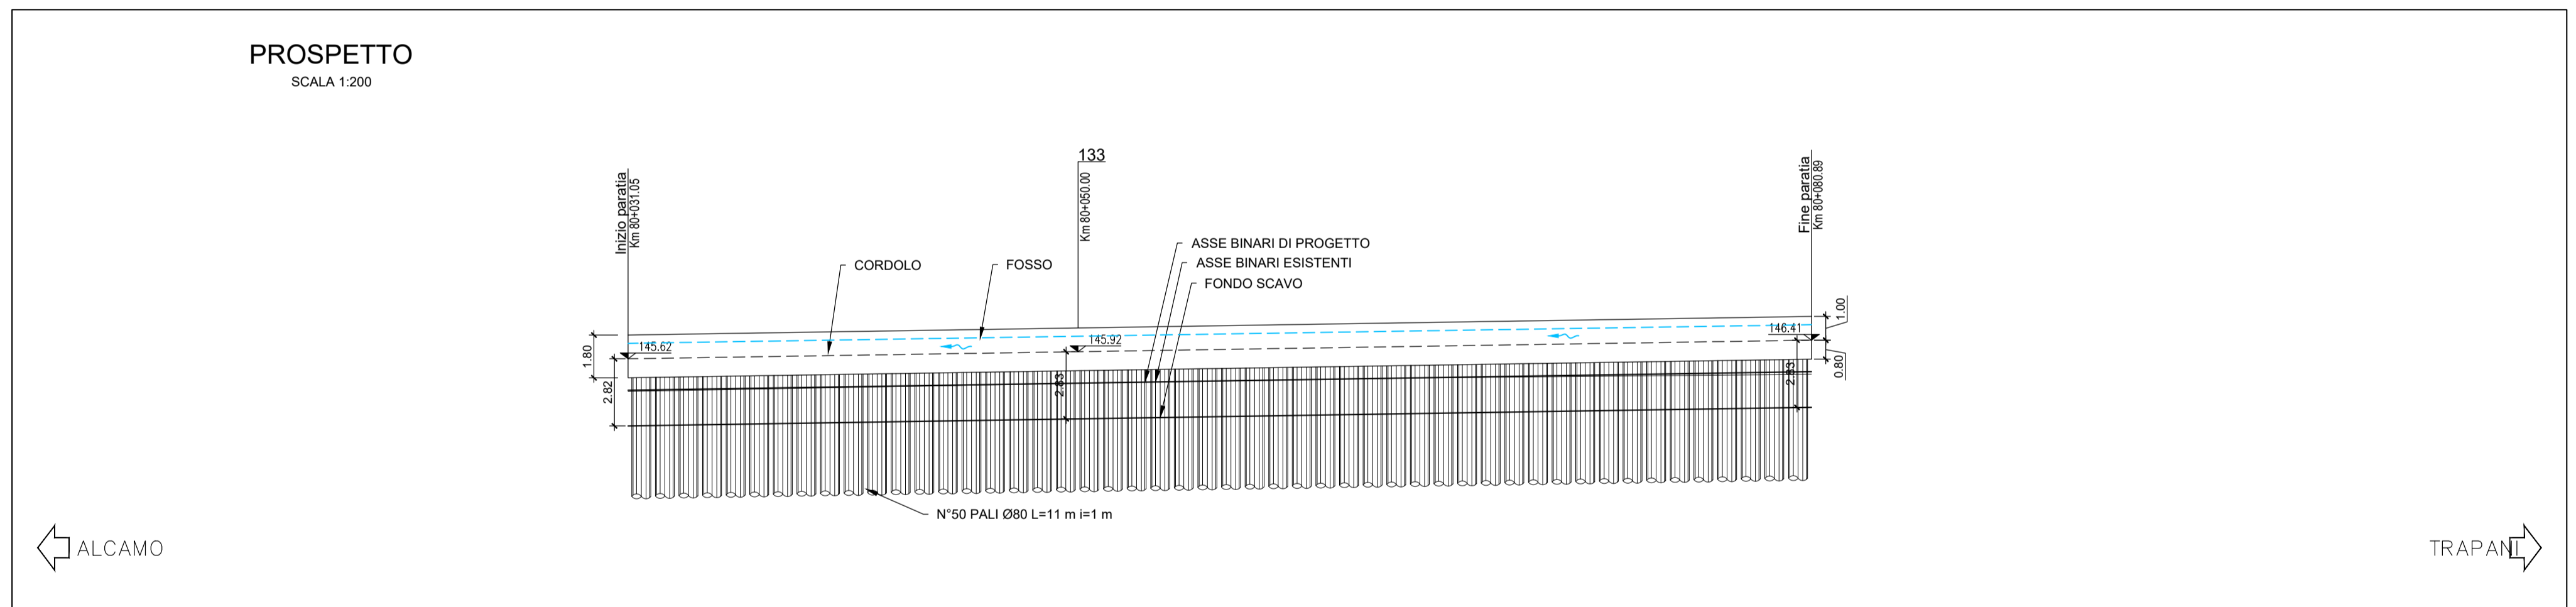 PROSPETTO
SCALA 1:200
133
Inizio paratia
Km 80+031.05
Km 80+050.00
Fine paratia
Km 80+080.89
ASSE BINARI DI PROGETTO
ASSE BINARI ESISTENTI
FONDO SCAVO
CORDOLO
FOSSO
1.00
146.41
145.92
145.62
1.80
2.82
2.83
2.83
0.80
N°50 PALI Ø80 L=11 m i=1 m
ALCAMO
TRAPANI